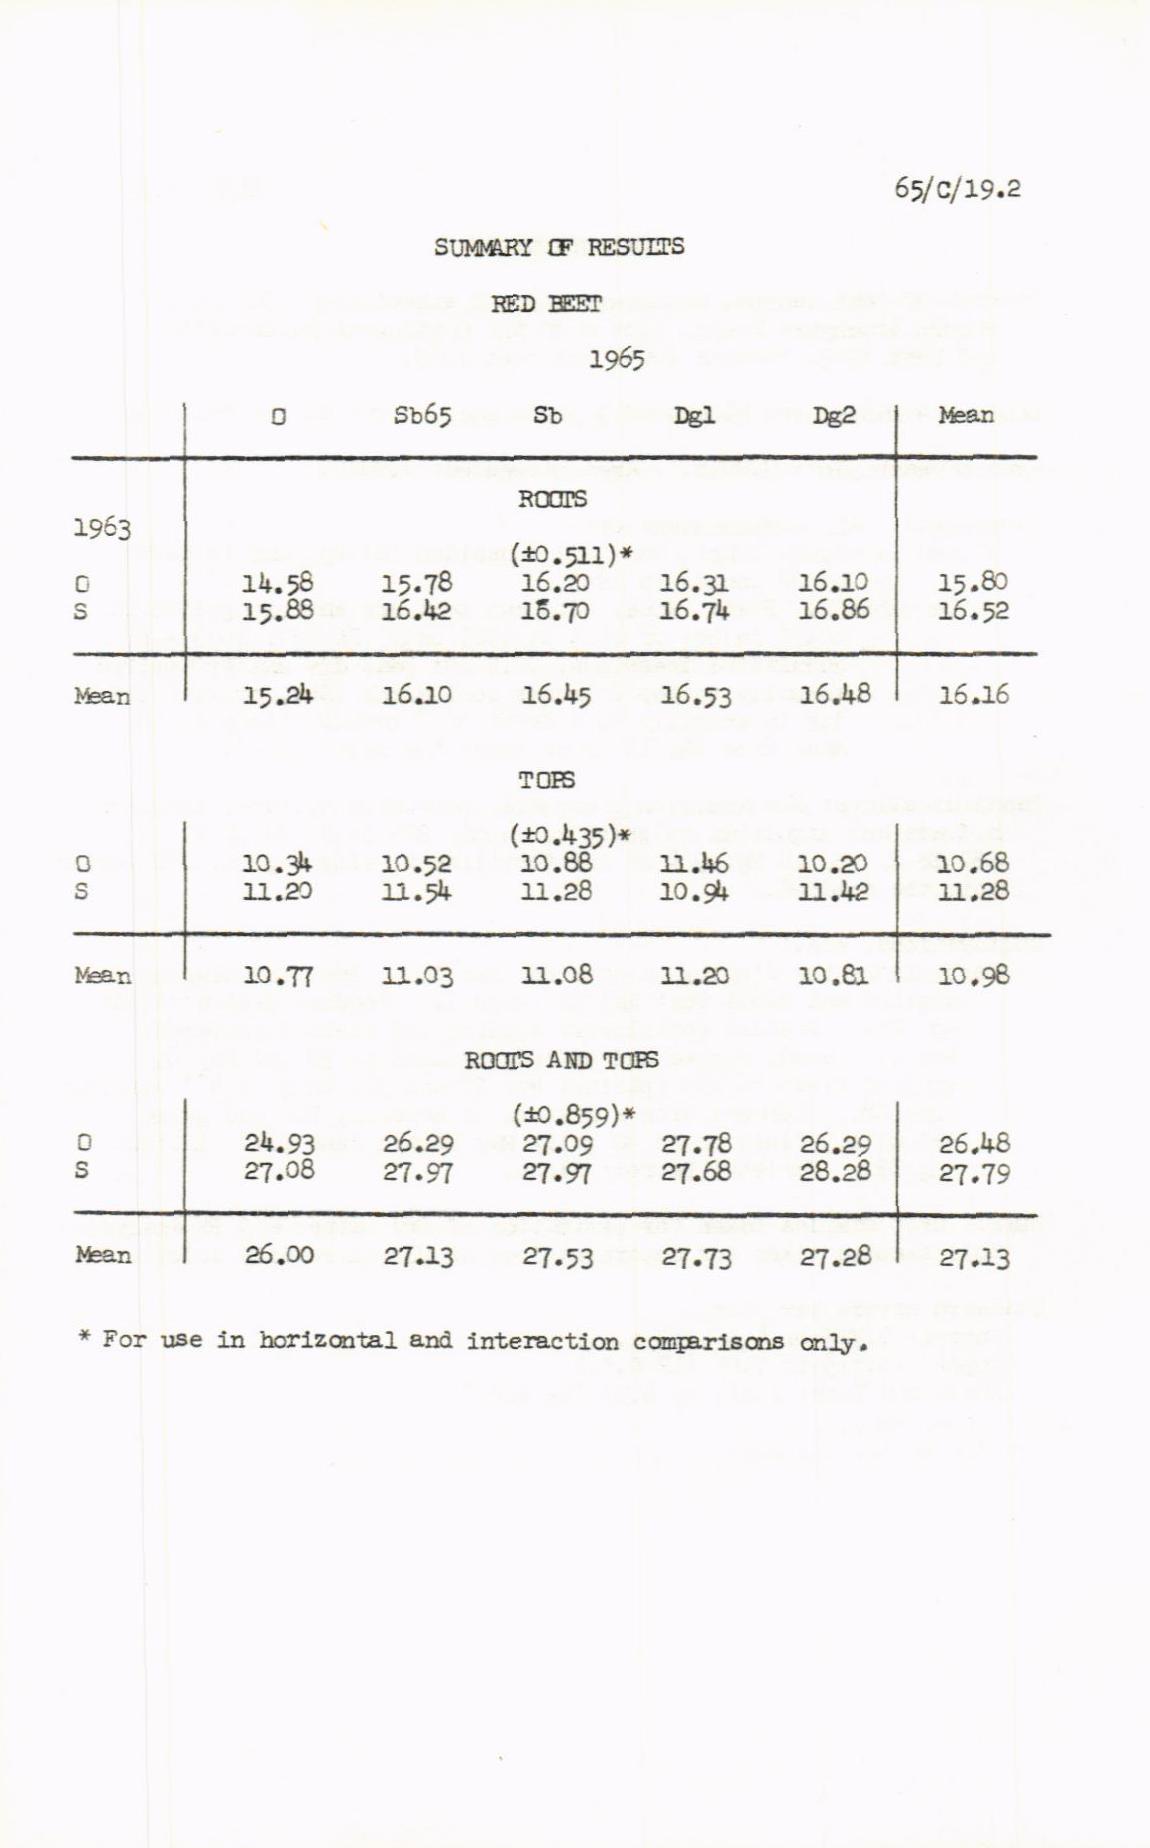 65/C/19.2
SUMMARY OF RESULTS
RED BEET
1965
O Sb65 Sb Dg1 Dg2 Mean
ROOTS
1963
(±0.511)*
O 14.58 15.78 16.20 16.31 16.10 15.80
S 15.88 16.42 16.70 16.74 16.86 16.52
Mean 15.24 16.10 16.45 16.53 16.48 16.16
TOPS
(±0.435)*
O 10.34 10.52 10.88 11.46 10.20 10.68
S 11.20 11.54 11.28 10.94 11.42 11.28
Mean 10.77 11.03 11.08 11.20 10.81 10.98
ROOTS AND TOPS
(±0.859)*
O 24.93 26.29 27.09 27.78 26.29 26.48
S 27.08 27.97 27.97 27.68 28.28 27.79
Mean 26.00 27.13 27.53 27.73 27.28 27.13
* For use in horizontal and interaction comparisons only.